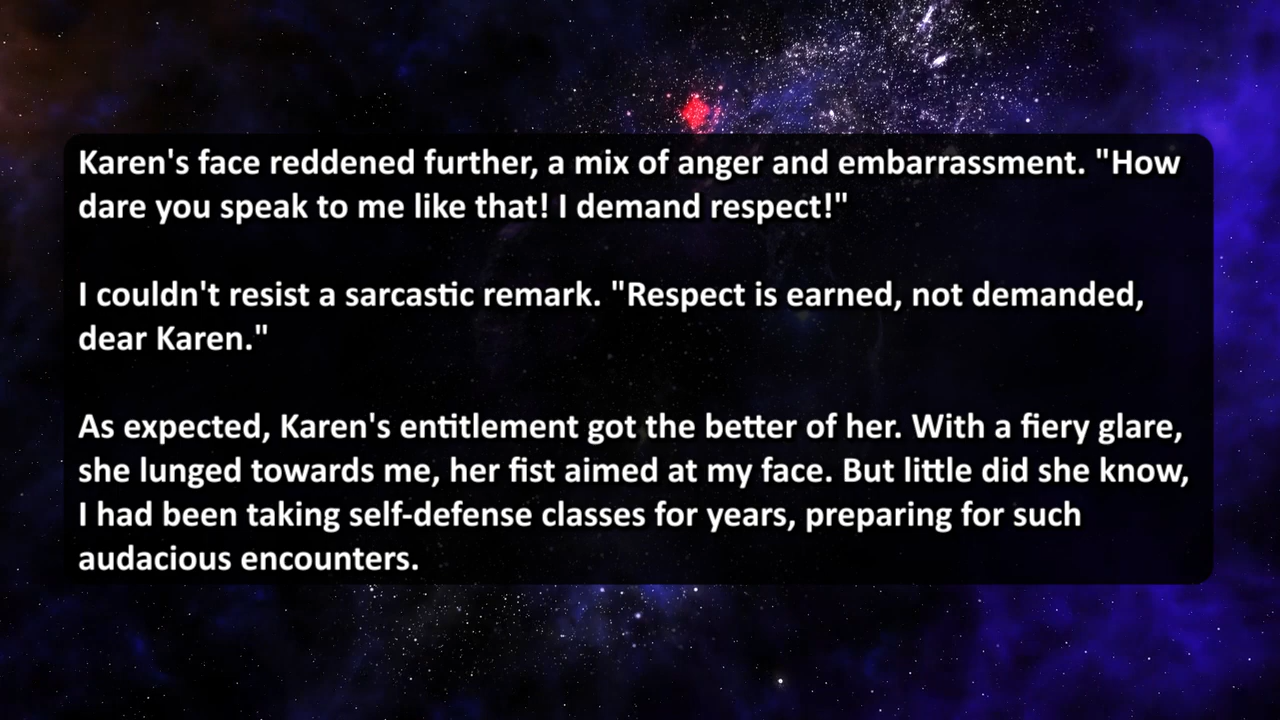 Karen's face reddened further, a mix of anger and embarrassment. "How
dare you speak to me like that! I demand respect!"
I couldn't resist a sarcastic remark. "Respect is earned, not demanded,
dear Karen."
As expected, Karen's entitlement got the better of her. With a fiery glare,
she lunged towards me, her fist aimed at my face. But little did she know,
I had been taking self-defense classes for years, preparing for such
audacious encounters.